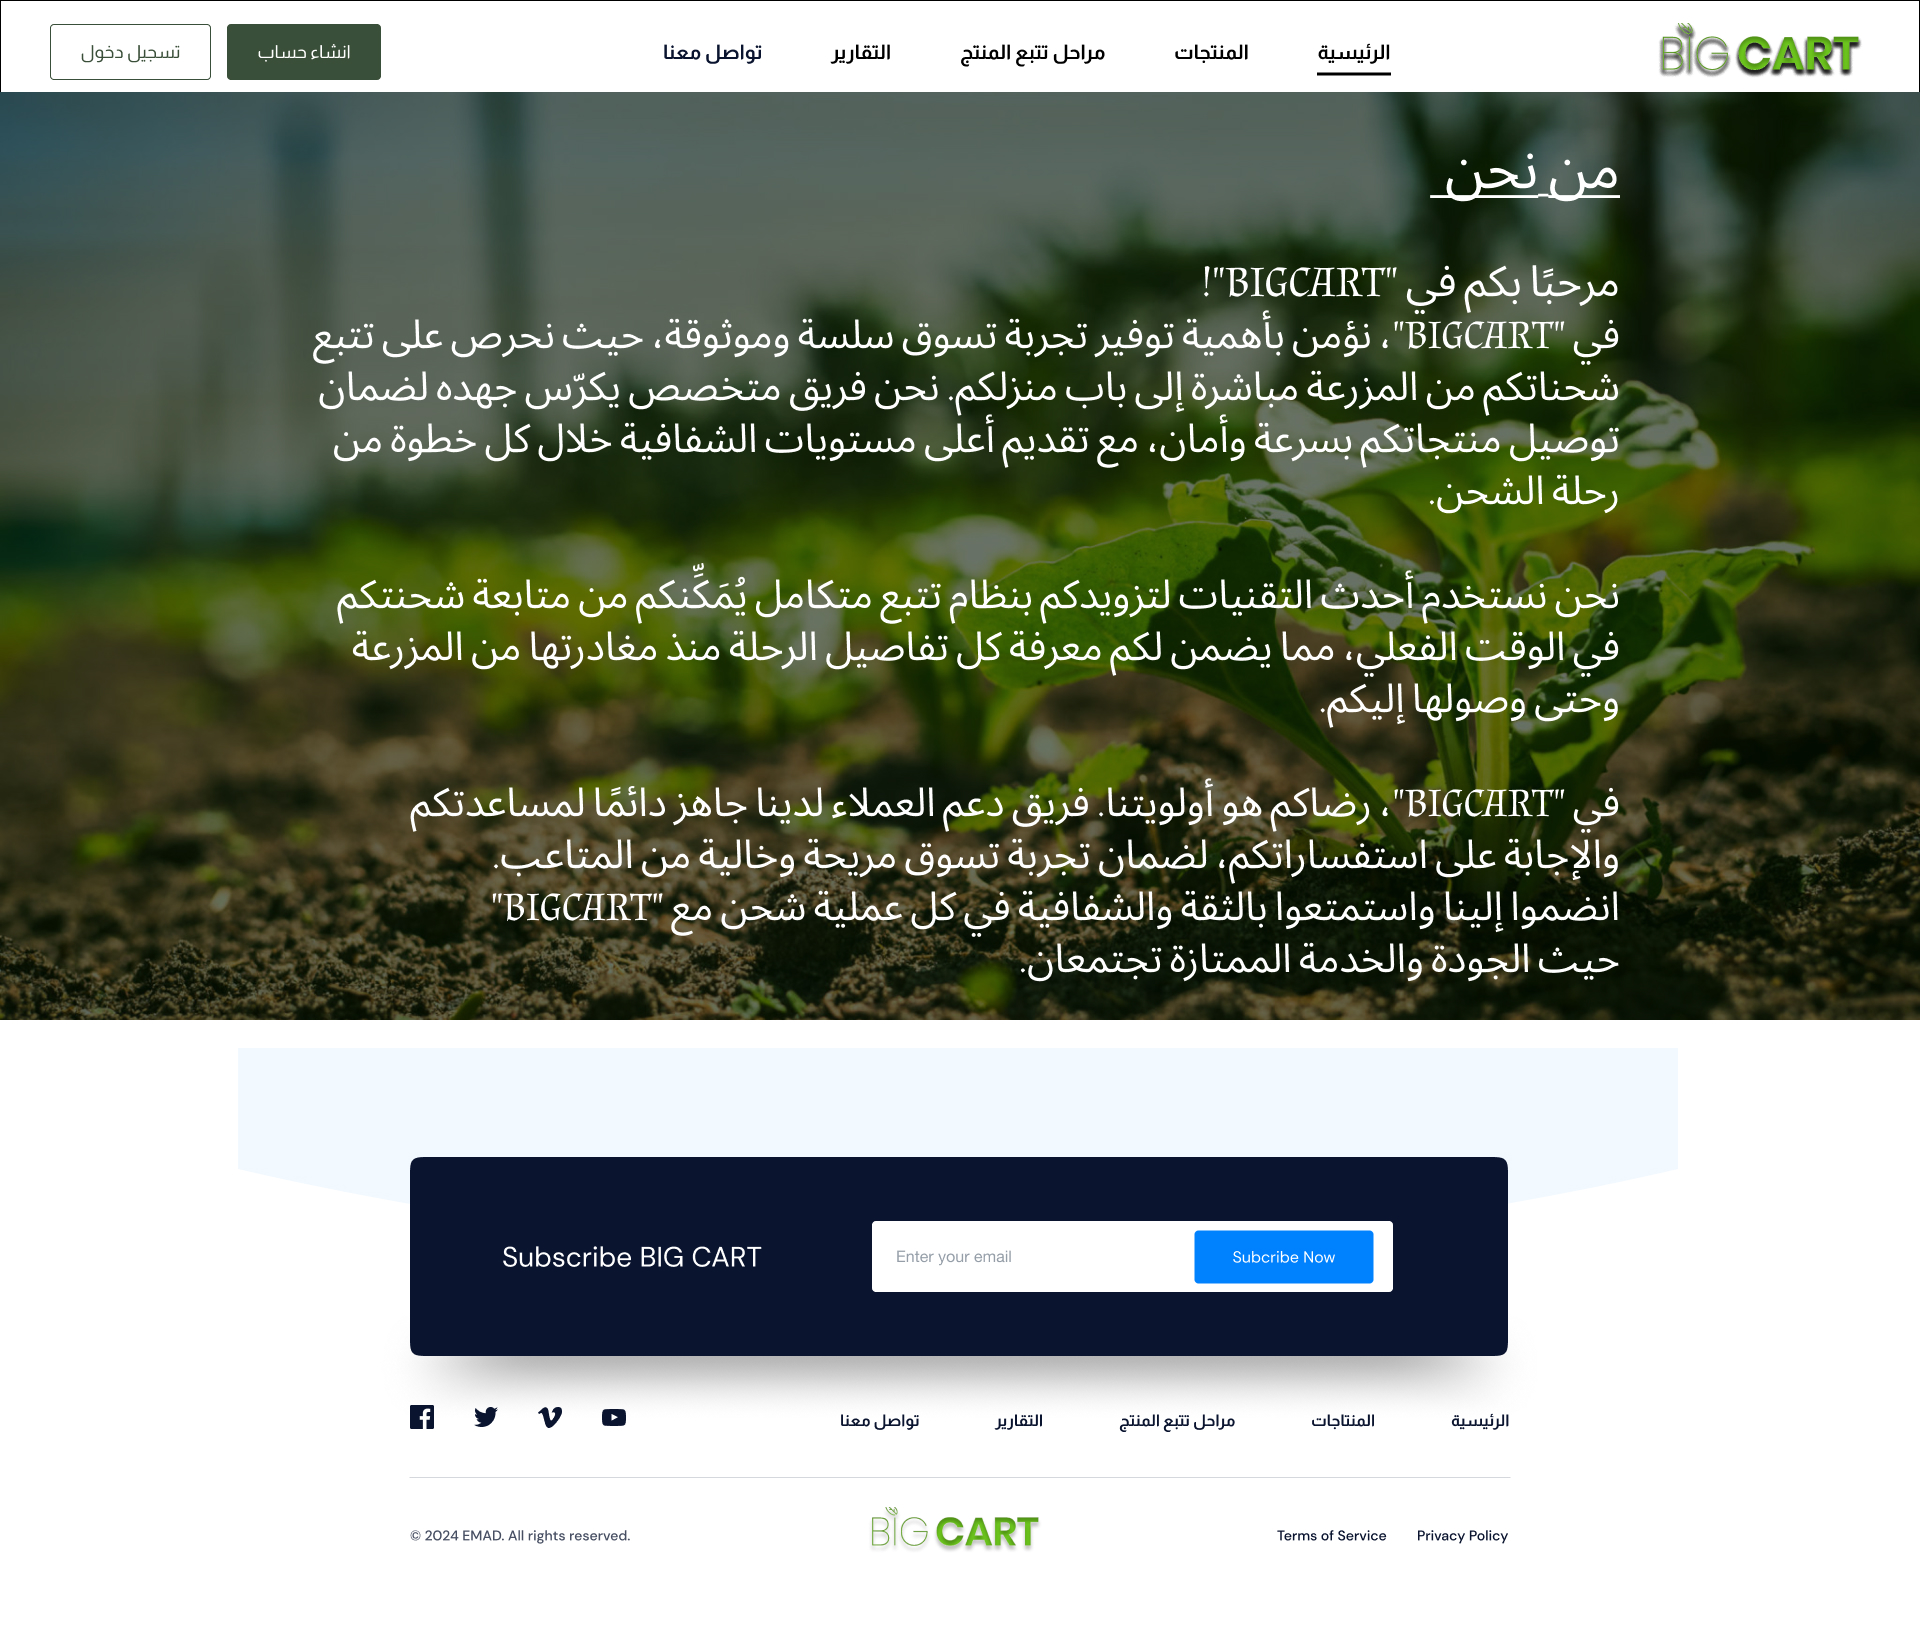 BIG CART
الرئيسية
المنتجات
مراحل تتبع المنتج
التقارير
تواصل معنا
انشاء حساب
تسجيل دخول
من نحن
مرحبًا بكم في "BIGCART"!
في "BIGCART"، نؤمن بأهمية توفير تجربة تسوق سلسة وموثوقة، حيث نحرص على تتبع
شحناتكم من المزرعة مباشرة إلى باب منزلكم. نحن فريق متخصص يكرّس جهده لضمان
توصيل منتجاتكم بسرعة وأمان، مع تقديم أعلى مستويات الشفافية خلال كل خطوة من
رحلة الشحن.
نحن نستخدم أحدث التقنيات لتزويدكم بنظام تتبع متكامل يُمَكِّنكم من متابعة شحنتكم
في الوقت الفعلي، مما يضمن لكم معرفة كل تفاصيل الرحلة منذ مغادرتها من المزرعة
وحتى وصولها إليكم.
في "BIGCART"، رضاكم هو أولويتنا. فريق دعم العملاء لدينا جاهز دائمًا لمساعدتكم
والإجابة على استفساراتكم، لضمان تجربة تسوق مريحة وخالية من المتاعب.
انضموا إلينا واستمتعوا بالثقة والشفافية في كل عملية شحن مع "BIGCART"
حيث الجودة والخدمة الممتازة تجتمعان.
Subscribe BIG CART
Enter your email
Subcribe Now
الرئيسية
المنتاجات
مراحل تتبع المنتج
التقارير
تواصل معنا
© 2024 EMAD. All rights reserved.
BIG CART
Terms of Service
Privacy Policy